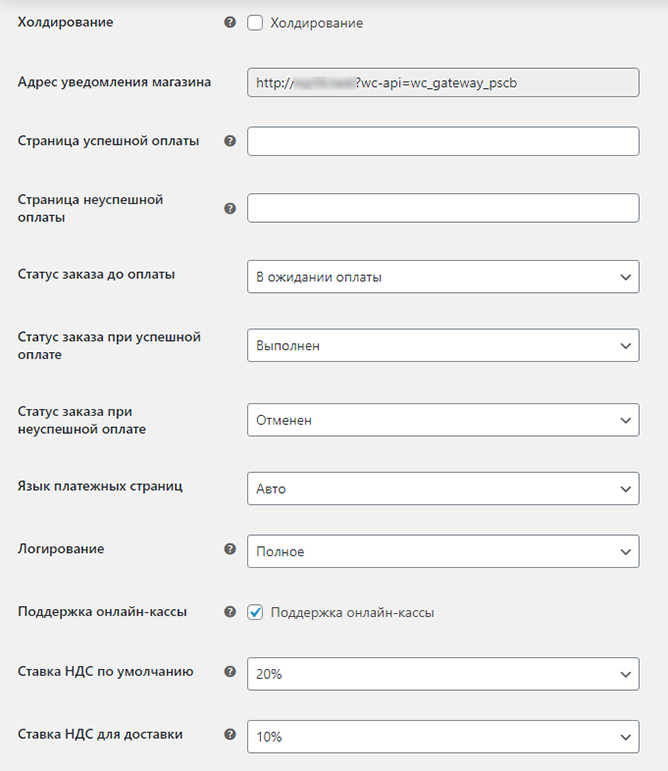 Холдирование
Холдирование
Адрес уведомления магазина
http:// ?wc-api=wc_gateway_pscb
Страница успешной оплаты
Страница неуспешной
оплаты
Статус заказа до оплаты
В ожидании оплаты
Статус заказа при успешной
оплате
Выполнен
Статус заказа при
неуспешной оплате
Отменен
Язык платежных страниц
Авто
Логирование
Полное
Поддержка онлайн-кассы
Поддержка онлайн-кассы
Ставка НДС по умолчанию
20%
Ставка НДС для доставки
10%